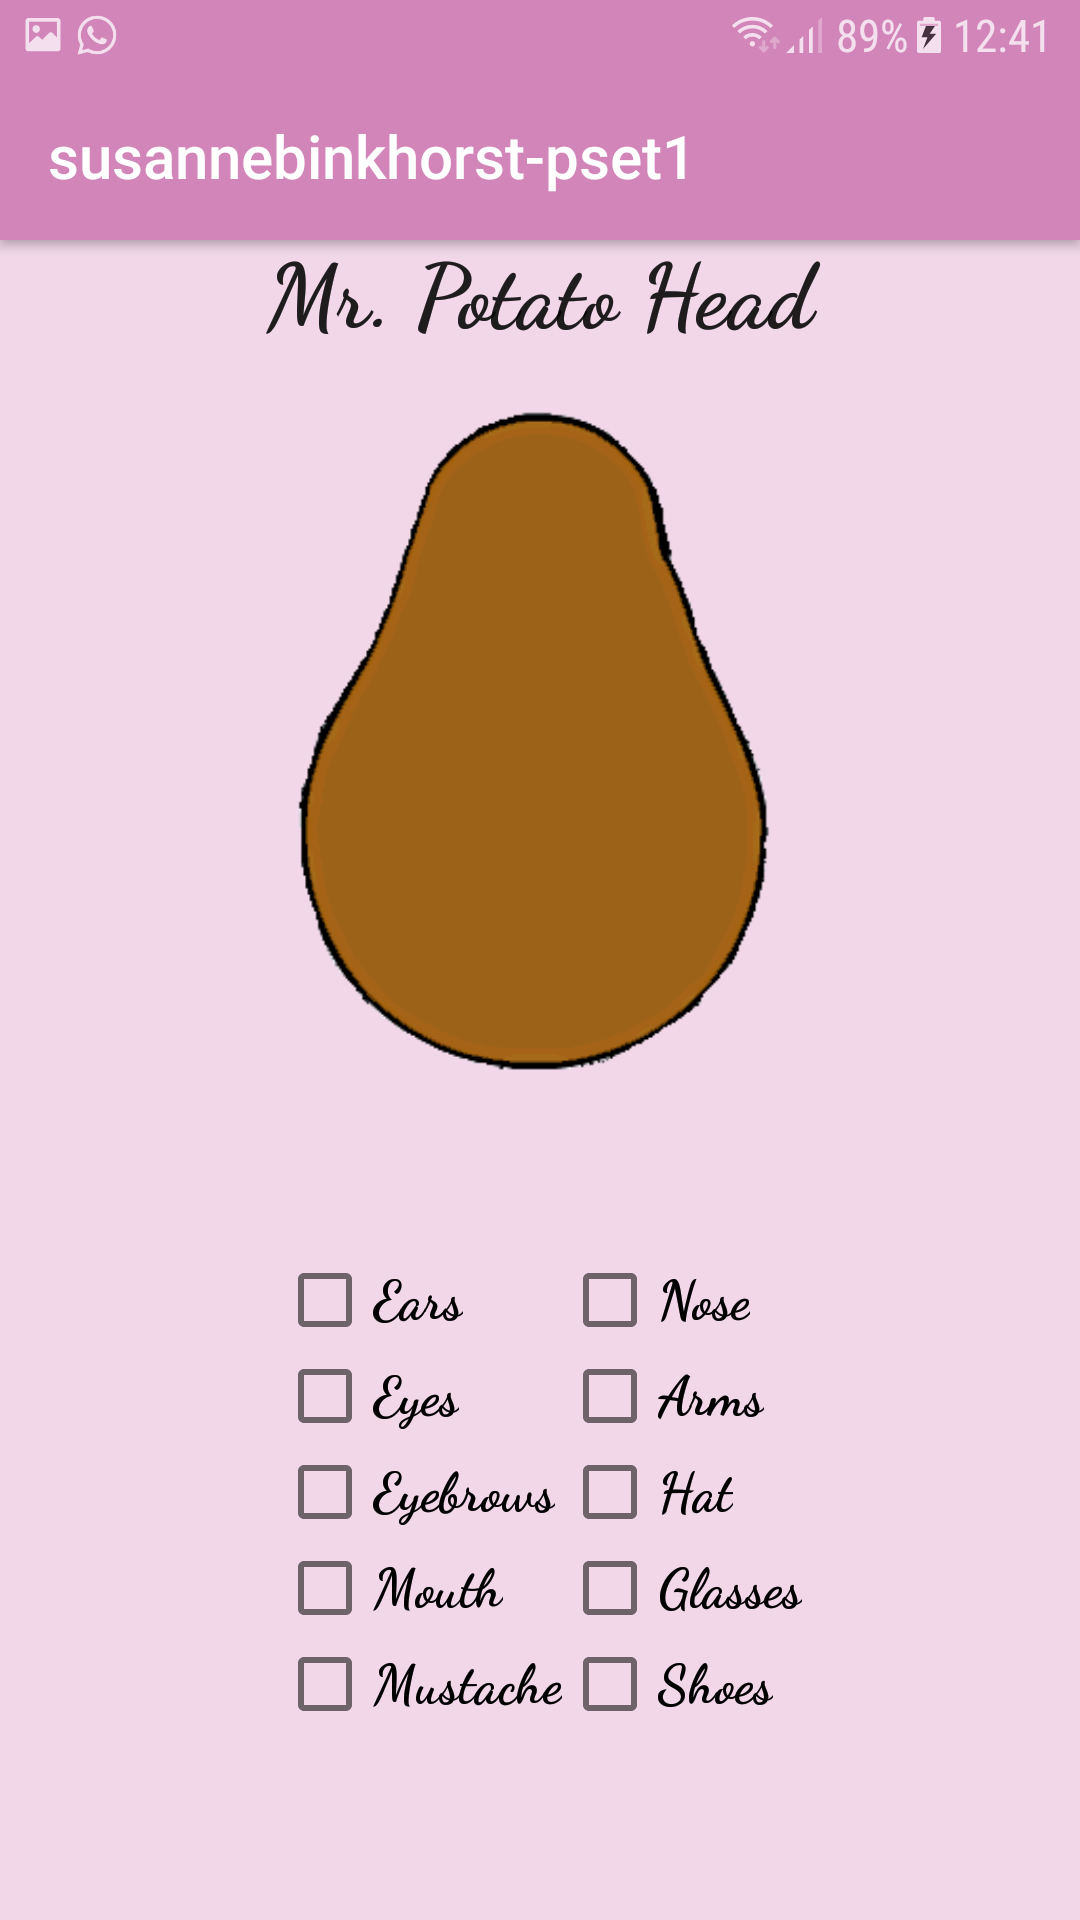 89% 12:41
susannebinkhorst-pset1
Mr. Potato Head
Ears Nose
Eyes Arms
Eyebrows Hat
Mouth Glasses
Mustache Shoes